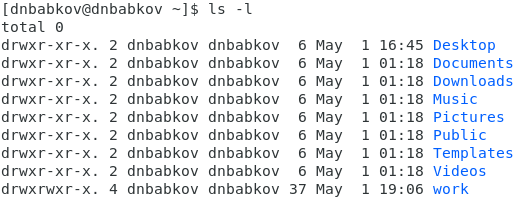 [dnbabkov@dnbabkov ~]$ ls -l
total 0
drwxr-xr-x. 2 dnbabkov dnbabkov  6 May  1 16:45 Desktop
drwxr-xr-x. 2 dnbabkov dnbabkov  6 May  1 01:18 Documents
drwxr-xr-x. 2 dnbabkov dnbabkov  6 May  1 01:18 Downloads
drwxr-xr-x. 2 dnbabkov dnbabkov  6 May  1 01:18 Music
drwxr-xr-x. 2 dnbabkov dnbabkov  6 May  1 01:18 Pictures
drwxr-xr-x. 2 dnbabkov dnbabkov  6 May  1 01:18 Public
drwxr-xr-x. 2 dnbabkov dnbabkov  6 May  1 01:18 Templates
drwxr-xr-x. 2 dnbabkov dnbabkov  6 May  1 01:18 Videos
drwxrwxr-x. 4 dnbabkov dnbabkov 37 May  1 19:06 work